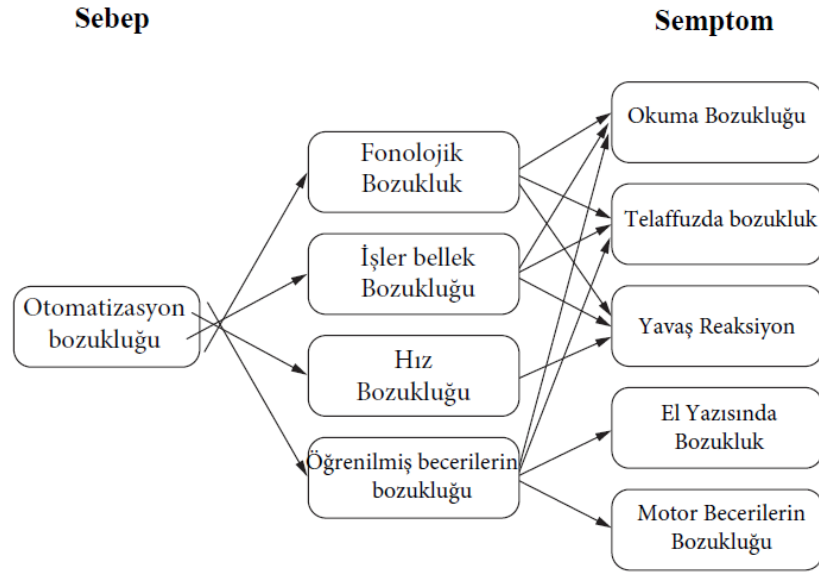 Sebep
Semptom
Otomatizasyon
bozukluğu
Fonolojik
Bozukluk
İşler bellek
Bozukluğu
Hız
Bozukluğu
Öğrenilmiş becerilerin
bozukluğu
Okuma Bozukluğu
Telaffuzda bozukluk
Yavaş Reaksiyon
El Yazısında
Bozukluk
Motor Becerilerin
Bozukluğu